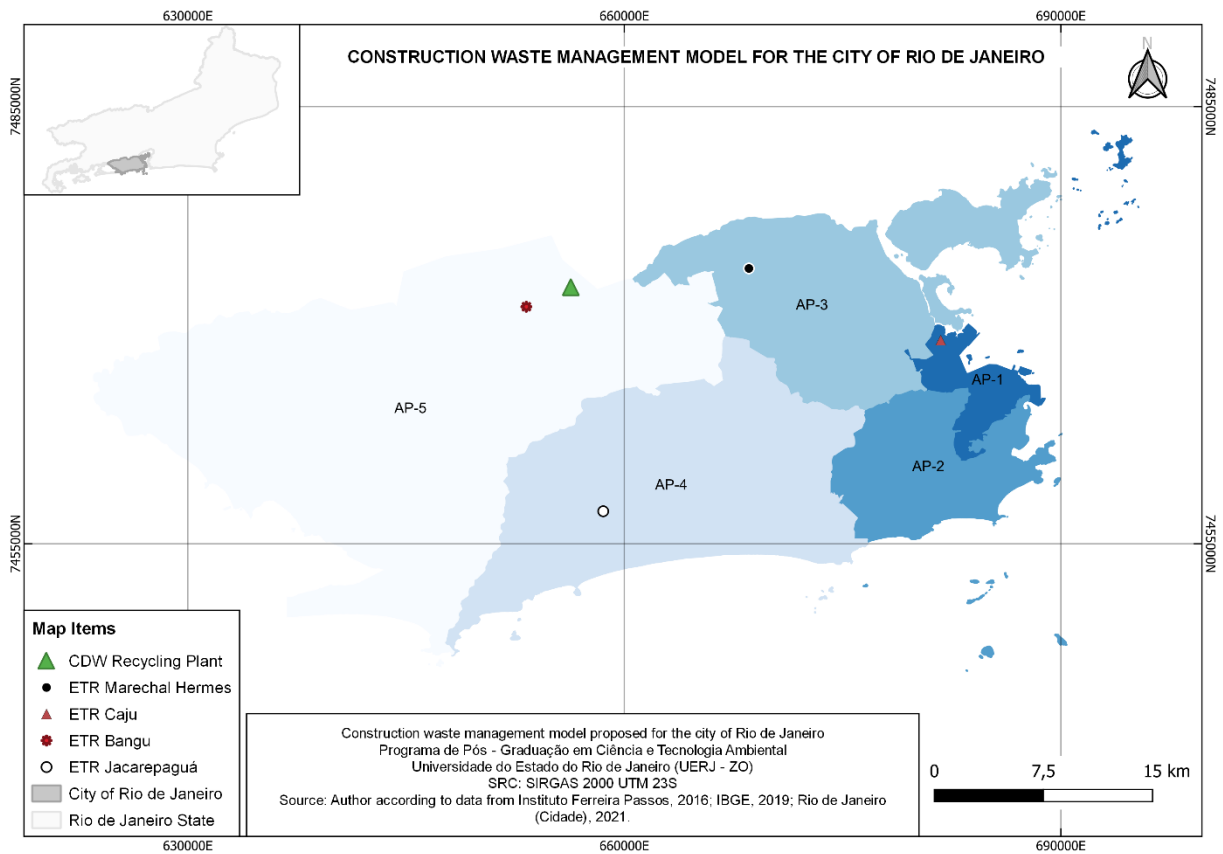 630000E
660000E
690000E
CONSTRUCTION WASTE MANAGEMENT MODEL FOR THE CITY OF RIO DE JANEIRO
N
7485000N
7485000N
AP-3
AP-1
AP-5
AP-2
AP-4
7455000N
7455000N
Map Items
CDW Recycling Plant
ETR Marechal Hermes
ETR Caju
ETR Bangu
ETR Jacarepaguá
City of Rio de Janeiro
Rio de Janeiro State
Construction waste management model proposed for the city of Rio de Janeiro
Programa de Pós - Graduação em Ciência e Tecnologia Ambiental
Universidade do Estado do Rio de Janeiro (UERJ - ZO)
SRC: SIRGAS 2000 UTM 23S
Source: Author according to data from Instituto Ferreira Passos, 2016; IBGE, 2019; Rio de Janeiro
(Cidade), 2021.
0 7,5 15 km
630000E
660000E
690000E